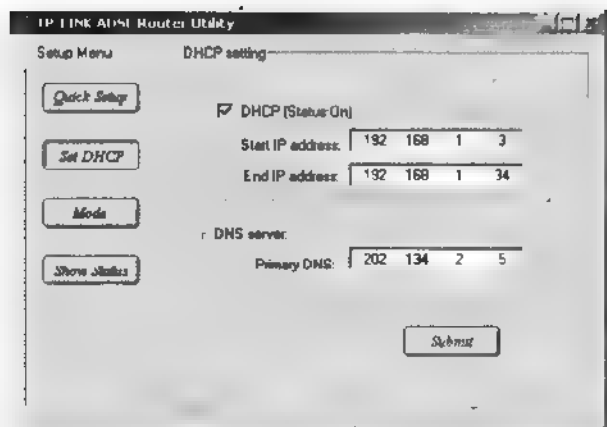 TP-LINK ADSL Router Utility
Setup Menu
DHCP setting
Quick Setup
Set DHCP
Mode
Show Status
DHCP (Status:On)
Start IP address: 192 168 1 3
End IP address: 192 168 1 34
DNS server:
Primary DNS: 202 134 2 5
Submit